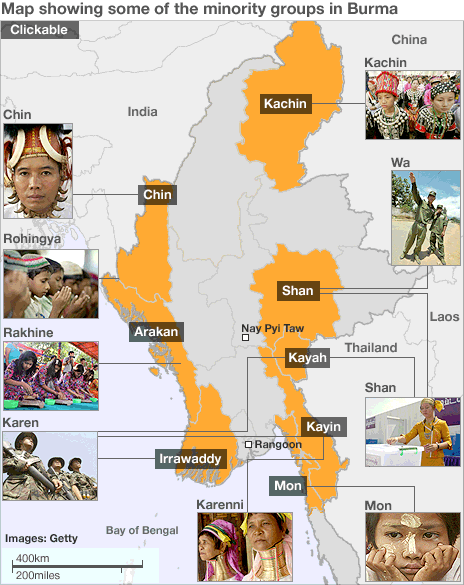 Map showing some of the minority groups in Burma
Clickable
China
Kachin
Kachin
India
Chin
Wa
Chin
Rohingya
Shan
Arakan
Nay Pyi Taw
Laos
Rakhine
Thailand
Kayah
Shan
Karen
Kayin
Rangoon
Irrawaddy
Mon
Karenni
Mon
Bay of Bengal
Images: Getty
400km
200miles